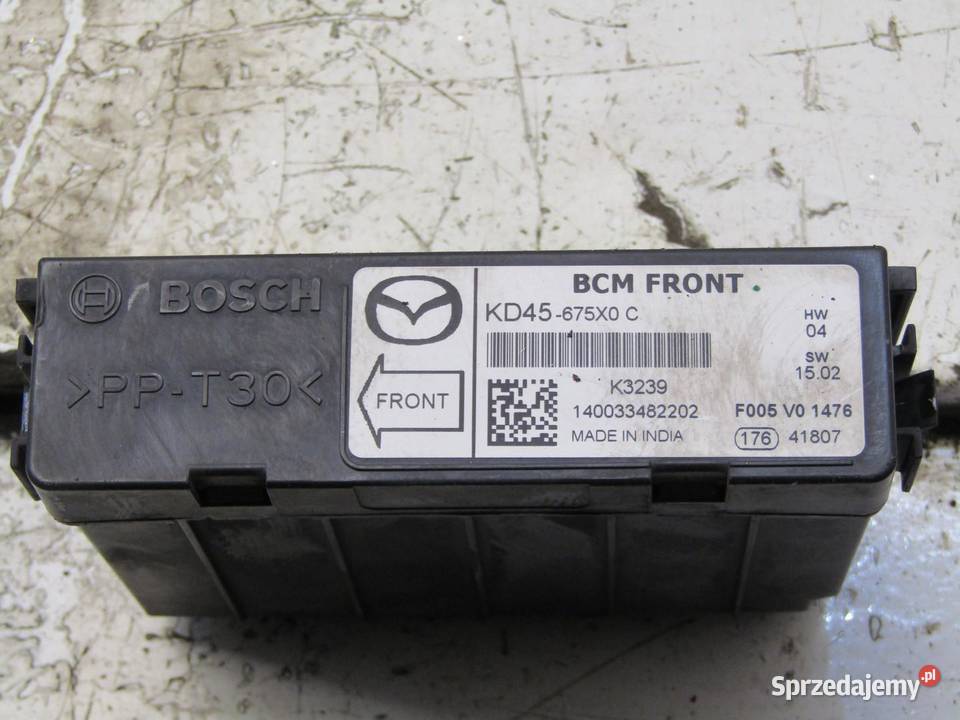 BOSCH
>PP-T30<
BCM FRONT
KD45-675X0 C
HW
04
SW
15.02
FRONT
K3239
140033482202
F005 V0 1476
MADE IN INDIA
176 41807
Sprzedajemy.pl